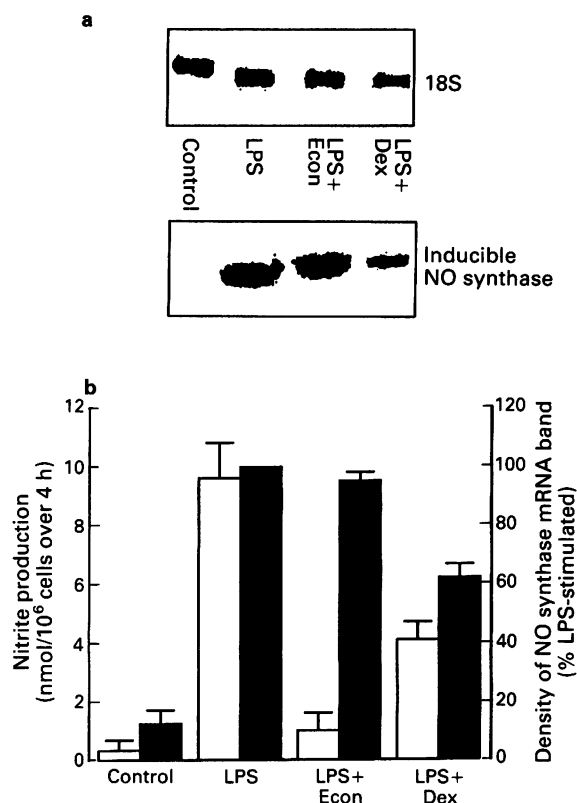 a
18S
Control
LPS
LPS+
Econ
LPS+
Dex
Inducible
NO synthase
b
Nitrite production
(nmol/10⁶ cells over 4 h)
12
10
8
6
4
2
0
120
100
80
60
40
20
0
Density of NO synthase mRNA band
(% LPS-stimulated)
Control
LPS
LPS+
Econ
LPS+
Dex